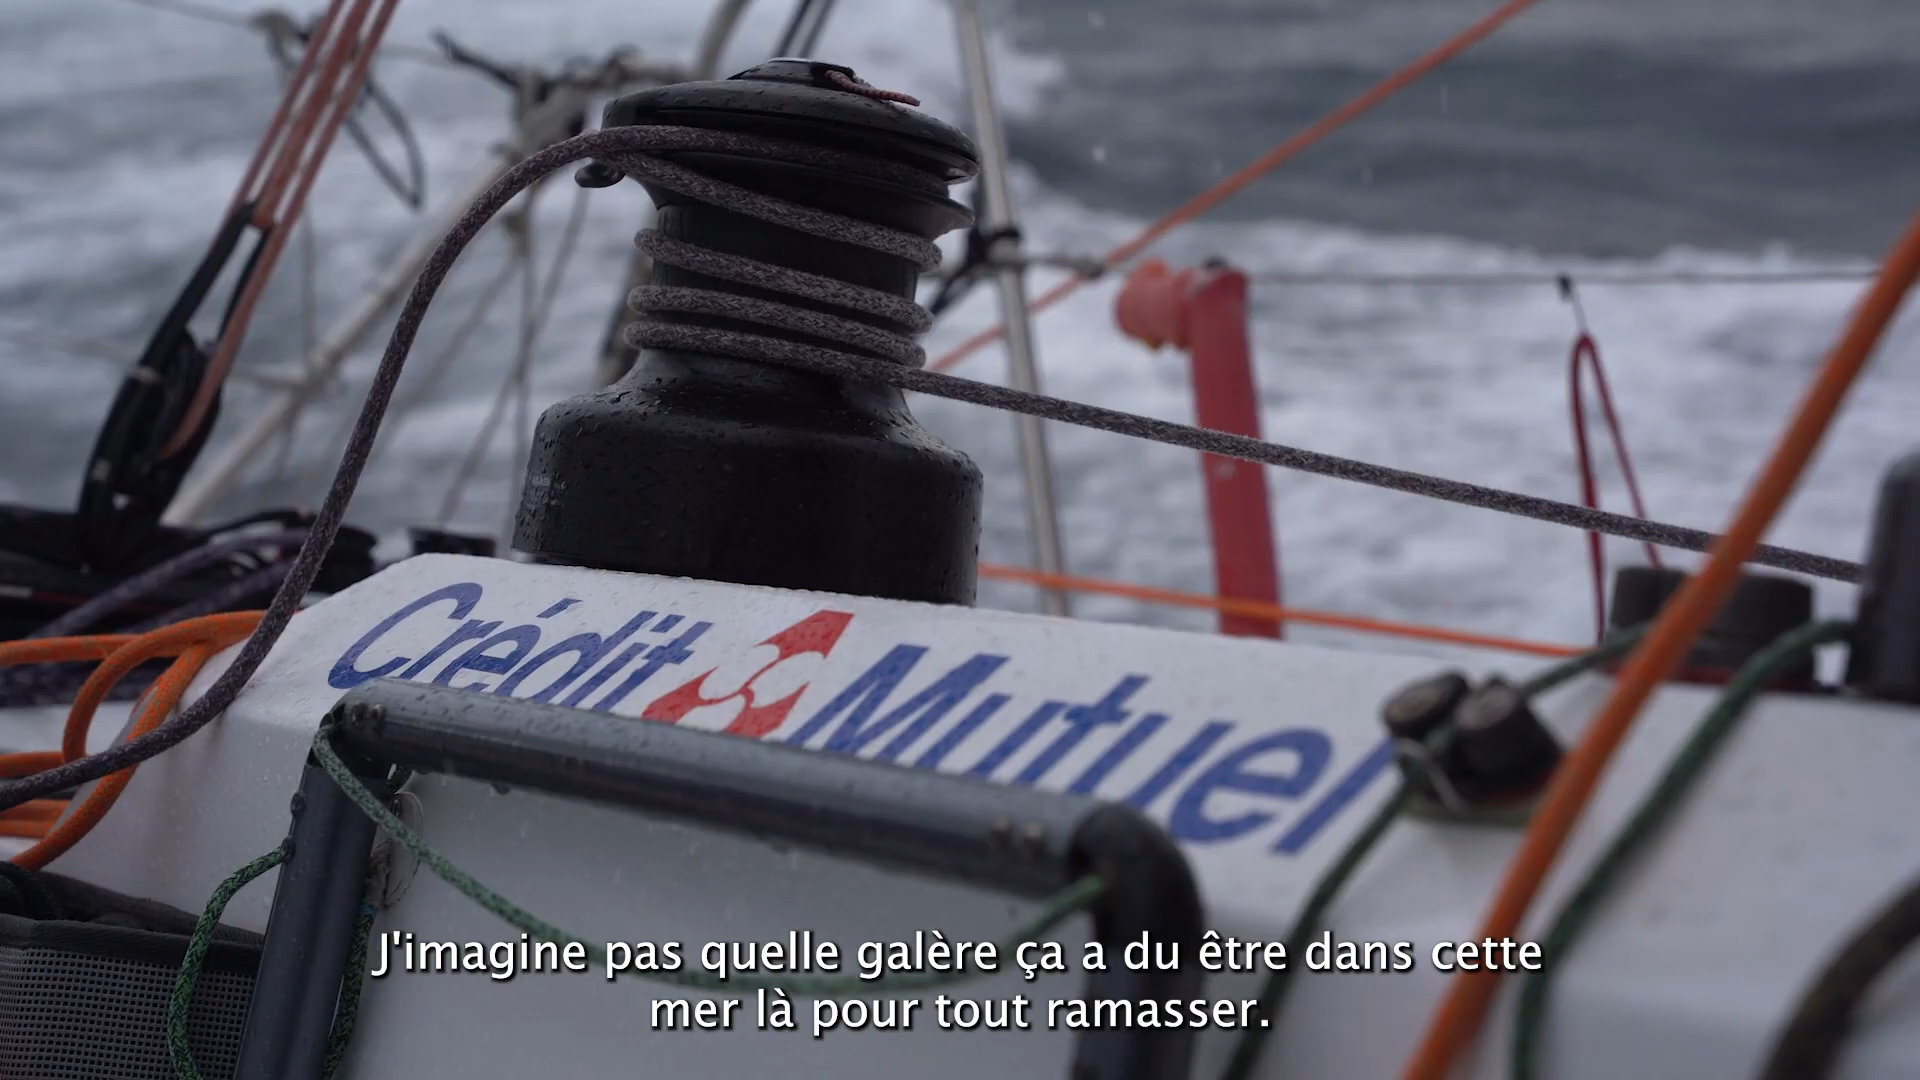 Crédit Mutuel
J'imagine pas quelle galère ça a du être dans cette
mer là pour tout ramasser.